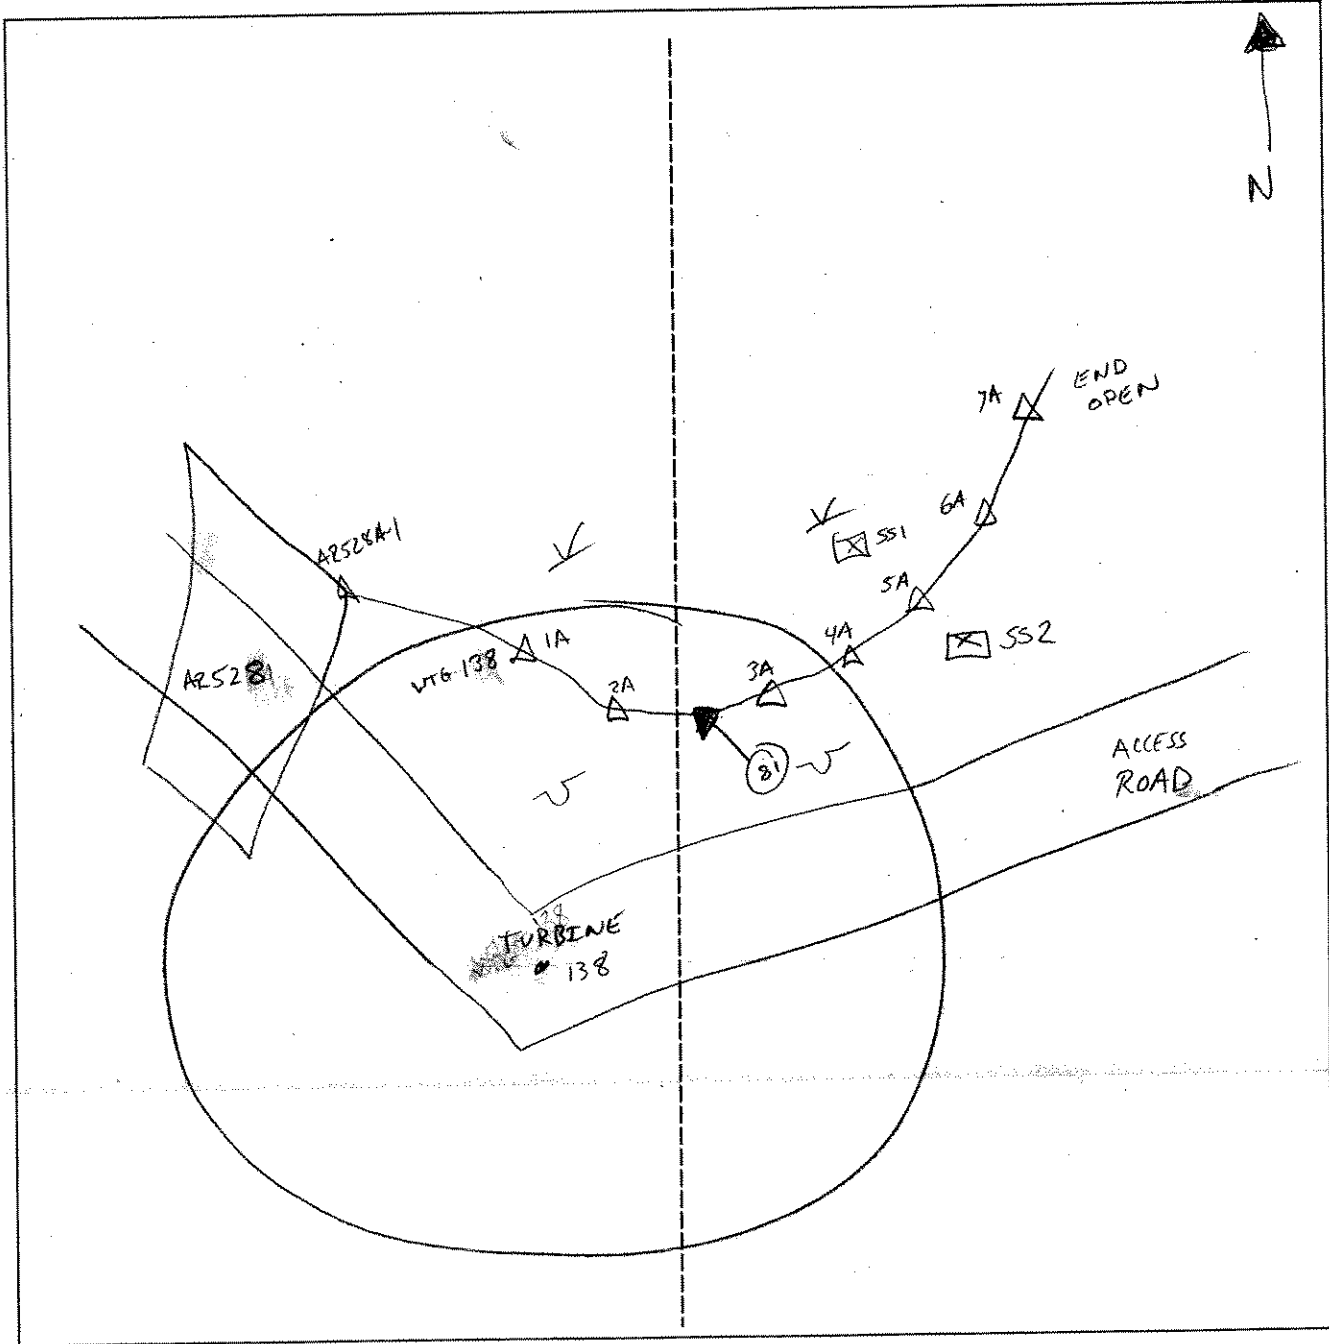 N
END
OPEN
7A
6A
SS1
AR528A-1
5A
1A
4A
SS2
WTG 138
3A
2A
AR528
81
ACCESS
ROAD
TURBINE
138